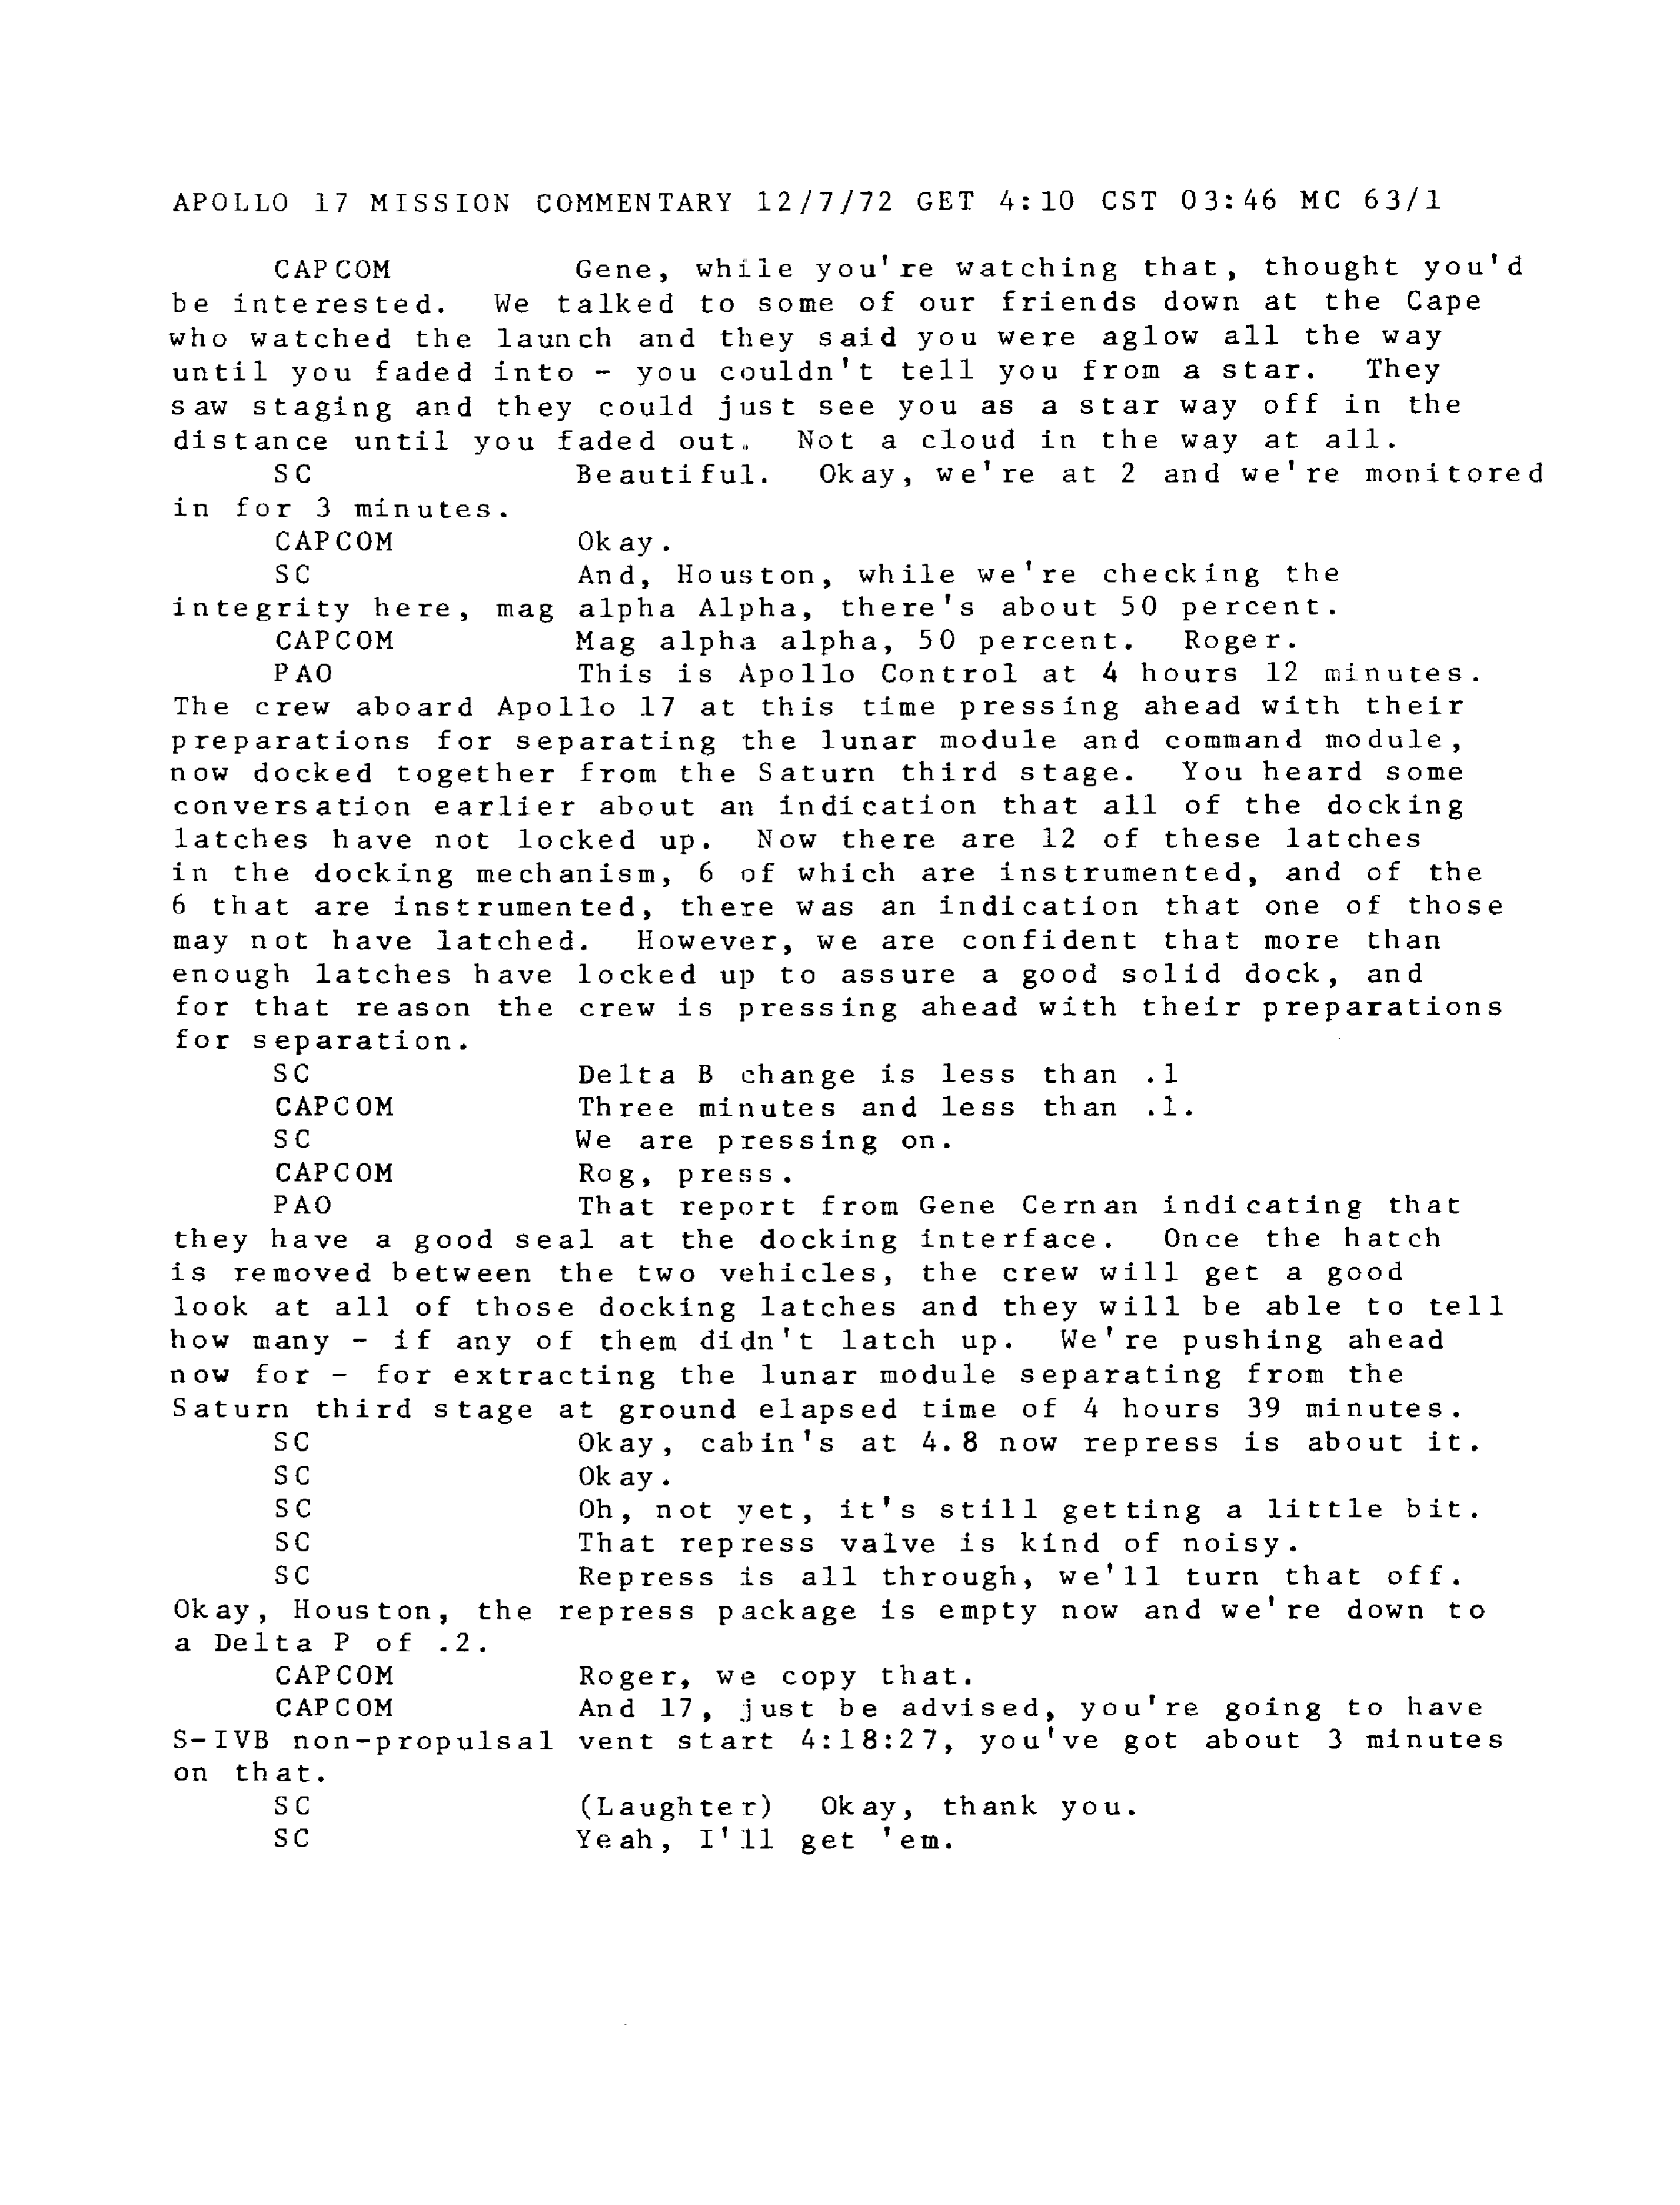 APOLLO 17 MISSION COMMENTARY 12/7/72 GET 4:10 CST 03:46 MC 63/1
CAPCOM Gene, while you're watching that, thought you'd
be interested. We talked to some of our friends down at the Cape
who watched the launch and they said you were aglow all the way
until you faded into - you couldn't tell you from a star. They
saw staging and they could just see you as a star way off in the
distance until you faded out. Not a cloud in the way at all.
SC Beautiful. Okay, we're at 2 and we're monitored
in for 3 minutes.
CAPCOM Okay.
SC And, Houston, while we're checking the
integrity here, mag alpha Alpha, there's about 50 percent.
CAPCOM Mag alpha alpha, 50 percent. Roger.
PAO This is Apollo Control at 4 hours 12 minutes.
The crew aboard Apollo 17 at this time pressing ahead with their
preparations for separating the lunar module and command module,
now docked together from the Saturn third stage. You heard some
conversation earlier about an indication that all of the docking
latches have not locked up. Now there are 12 of these latches
in the docking mechanism, 6 of which are instrumented, and of the
6 that are instrumented, there was an indication that one of those
may not have latched. However, we are confident that more than
enough latches have locked up to assure a good solid dock, and
for that reason the crew is pressing ahead with their preparations
for separation.
SC Delta B change is less than .1
CAPCOM Three minutes and less than .1.
SC We are pressing on.
CAPCOM Rog, press.
PAO That report from Gene Cernan indicating that
they have a good seal at the docking interface. Once the hatch
is removed between the two vehicles, the crew will get a good
look at all of those docking latches and they will be able to tell
how many - if any of them didn't latch up. We're pushing ahead
now for - for extracting the lunar module separating from the
Saturn third stage at ground elapsed time of 4 hours 39 minutes.
SC Okay, cabin's at 4.8 now repress is about it.
SC Okay.
SC Oh, not yet, it's still getting a little bit.
SC That repress valve is kind of noisy.
SC Repress is all through, we'll turn that off.
Okay, Houston, the repress package is empty now and we're down to
a Delta P of .2.
CAPCOM Roger, we copy that.
CAPCOM And 17, just be advised, you're going to have
S-IVB non-propulsal vent start 4:18:27, you've got about 3 minutes
on that.
SC (Laughter) Okay, thank you.
SC Yeah, I'll get 'em.